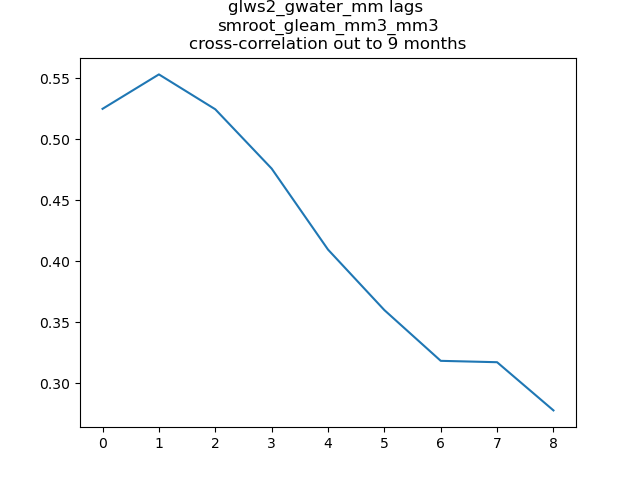 glws2_gwater_mm lags
smroot_gleam_mm3_mm3
cross-correlation out to 9 months
0.55
0.50
0.45
0.40
0.35
0.30
0 1 2 3 4 5 6 7 8